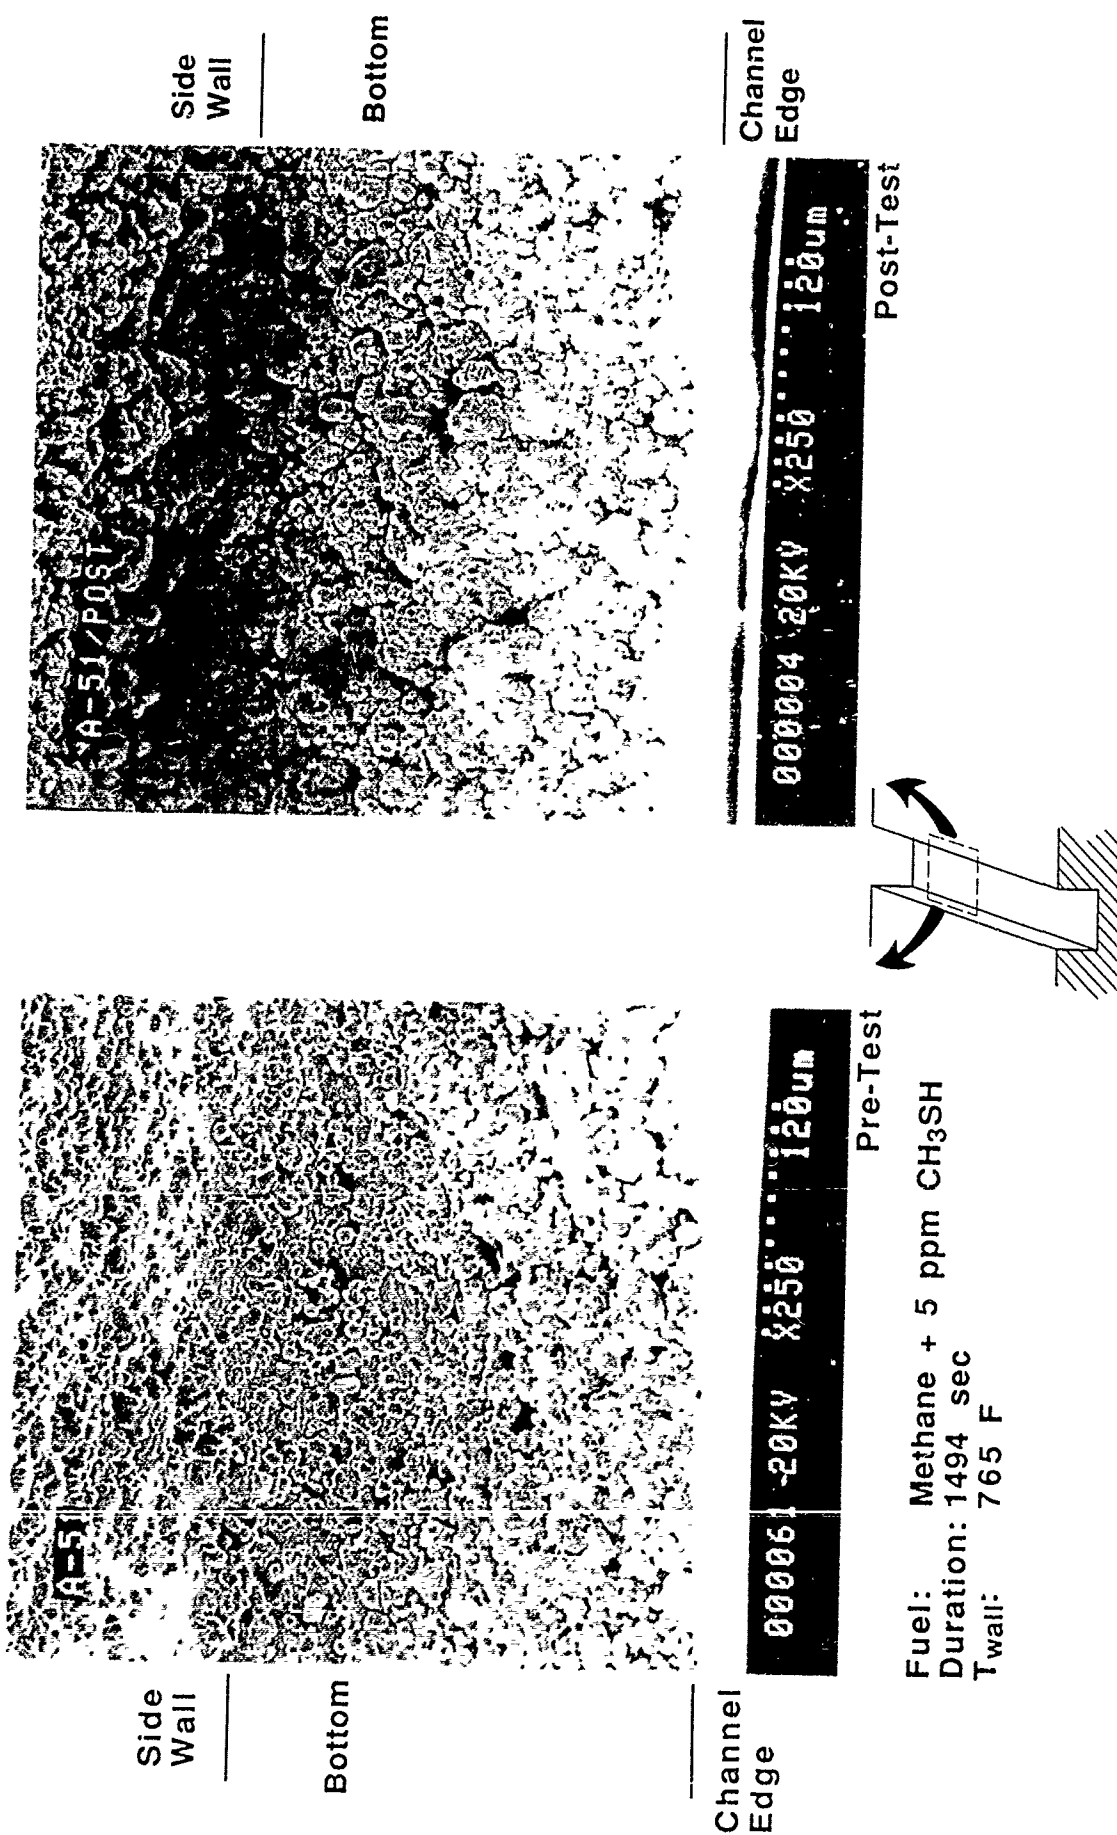 Side
Wall
Bottom
Channel
Edge
A-51
000061 20KV X250 120um
Pre-Test
Fuel: Methane + 5 ppm CH₃SH
Duration: 1494 sec
Twall: 765 F
Side
Wall
Bottom
Channel
Edge
A-51/POST
000004 20KV X250 120um
Post-Test